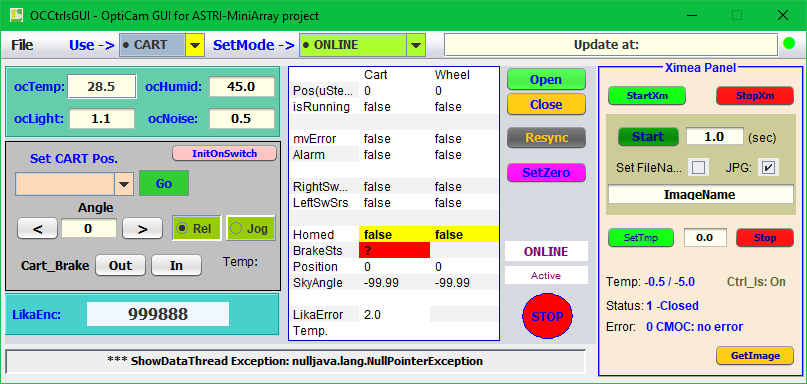 OCCtrlsGUI - OptiCam GUI for ASTRI-MiniArray project
File Use -> CART SetMode -> ONLINE Update at:
ocTemp: 28.5 ocHumid: 45.0
ocLight: 1.1 ocNoise: 0.5
Set CART Pos. InitOnSwitch
Go
Angle
< 0 > Rel Jog
Cart_Brake Out In Temp:
LikaEnc: 999888
Cart Wheel
Pos(uSte... 0 0
isRunning false false
mvError false false
Alarm false false
RightSw... false false
LeftSwSrs false false
Homed false false
BrakeSts ?
Position 0 0
SkyAngle -99.99 -99.99
LikaError 2.0
Temp.
Open
Close
Resync
SetZero
ONLINE
Active
STOP
Ximea Panel
StartXm StopXm
Start 1.0 (sec)
Set FileNa... JPG:
ImageName
SetTmp 0.0 Stop
Temp: -0.5 / -5.0 Ctrl_Is: On
Status: 1 -Closed
Error: 0 CMOC: no error
GetImage
*** ShowDataThread Exception: nulljava.lang.NullPointerException